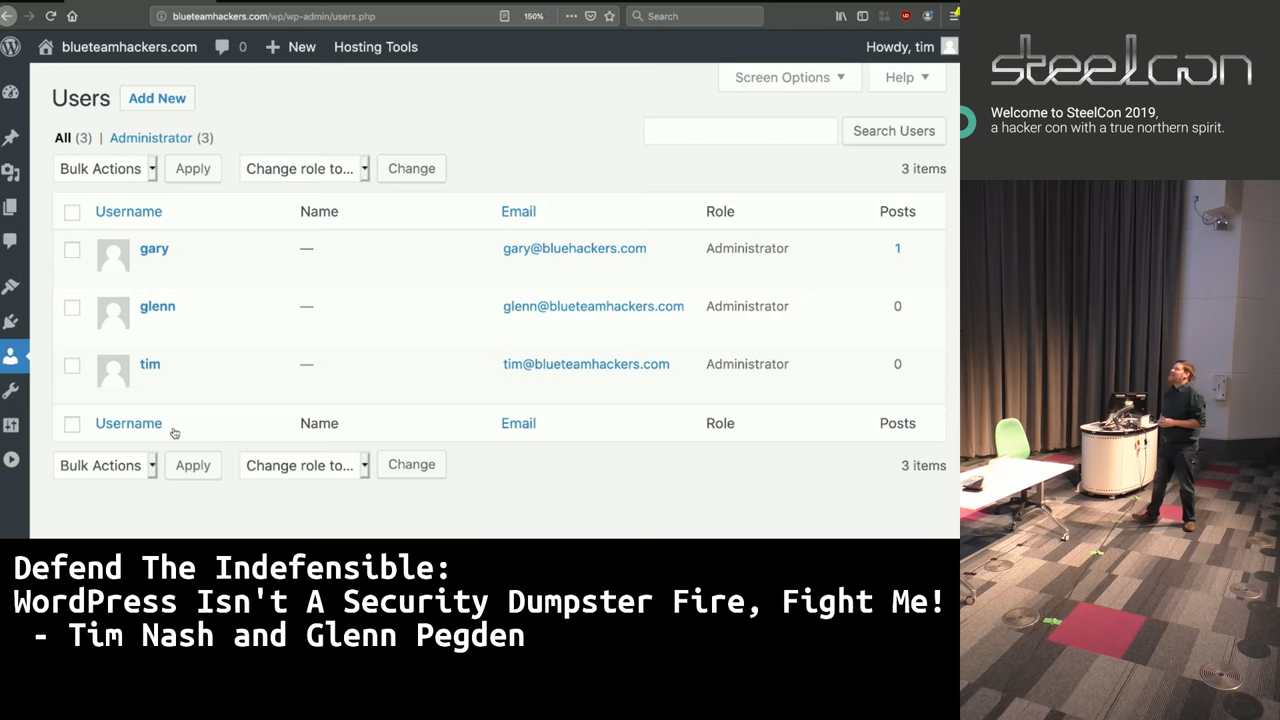 blueteamhackers.com/wp/wp-admin/users.php
150%
Search
blueteamhackers.com
0
New
Hosting Tools
Howdy, tim
Screen Options
Help
Users
Add New
All (3) | Administrator (3)
Search Users
Bulk Actions
Apply
Change role to...
Change
3 items
Username
Name
Email
Role
Posts
gary
—
gary@bluehackers.com
Administrator
1
glenn
—
glenn@blueteamhackers.com
Administrator
0
tim
—
tim@blueteamhackers.com
Administrator
0
Username
Name
Email
Role
Posts
Bulk Actions
Apply
Change role to...
Change
3 items
steelcon
Welcome to SteelCon 2019,
a hacker con with a true northern spirit.
Defend The Indefensible:
WordPress Isn't A Security Dumpster Fire, Fight Me!
- Tim Nash and Glenn Pegden